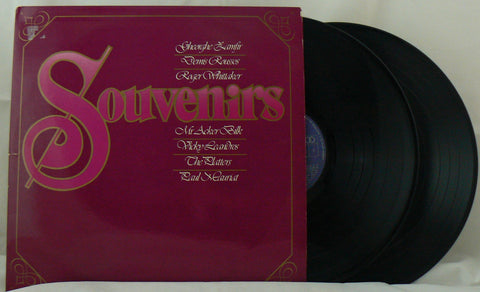 Gheorghe Zamfir
Demis Roussos
Roger Whittaker
Souvenirs
Mr Acker Bilk
Vicky Leandros
The Platters
Paul Mauriat